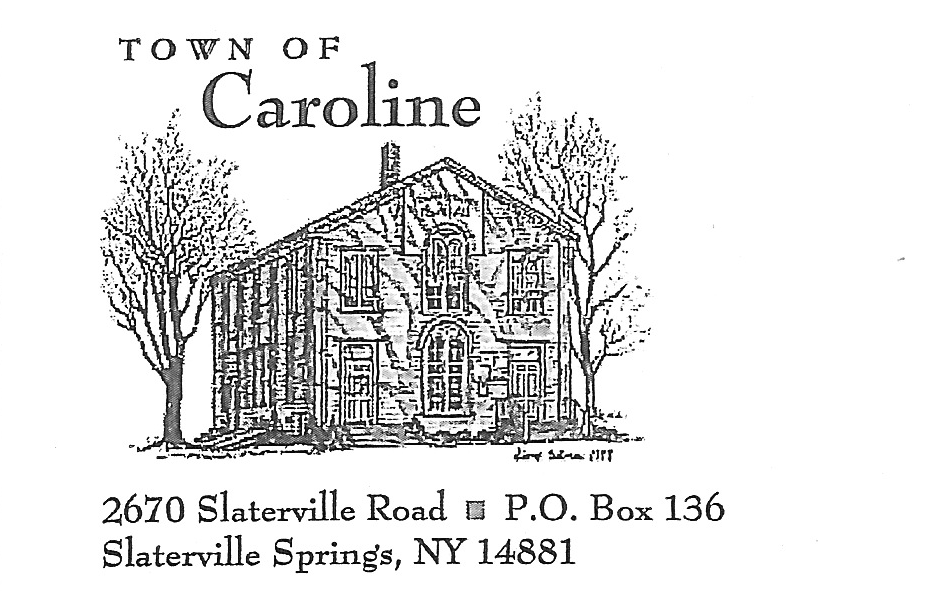 TOWN OF
Caroline
2670 Slaterville Road ■ P.O. Box 136
Slaterville Springs, NY 14881